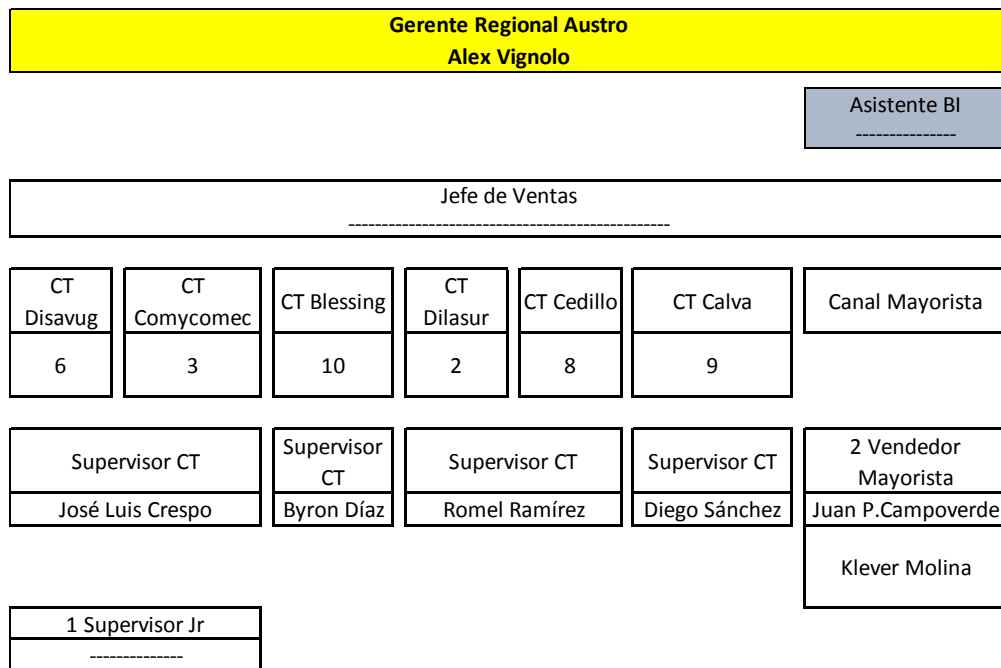 Gerente Regional Austro
Alex Vignolo
Asistente BI
---------------
Jefe de Ventas
------------------------------------------------
CT
Disavug
CT
Comycomec
CT Blessing
CT
Dilasur
CT Cedillo
CT Calva
Canal Mayorista
6
3
10
2
8
9
Supervisor CT
Supervisor
CT
Supervisor CT
Supervisor CT
2 Vendedor
Mayorista
José Luis Crespo
Byron Díaz
Romel Ramírez
Diego Sánchez
Juan P.Campoverde
Klever Molina
1 Supervisor Jr
--------------